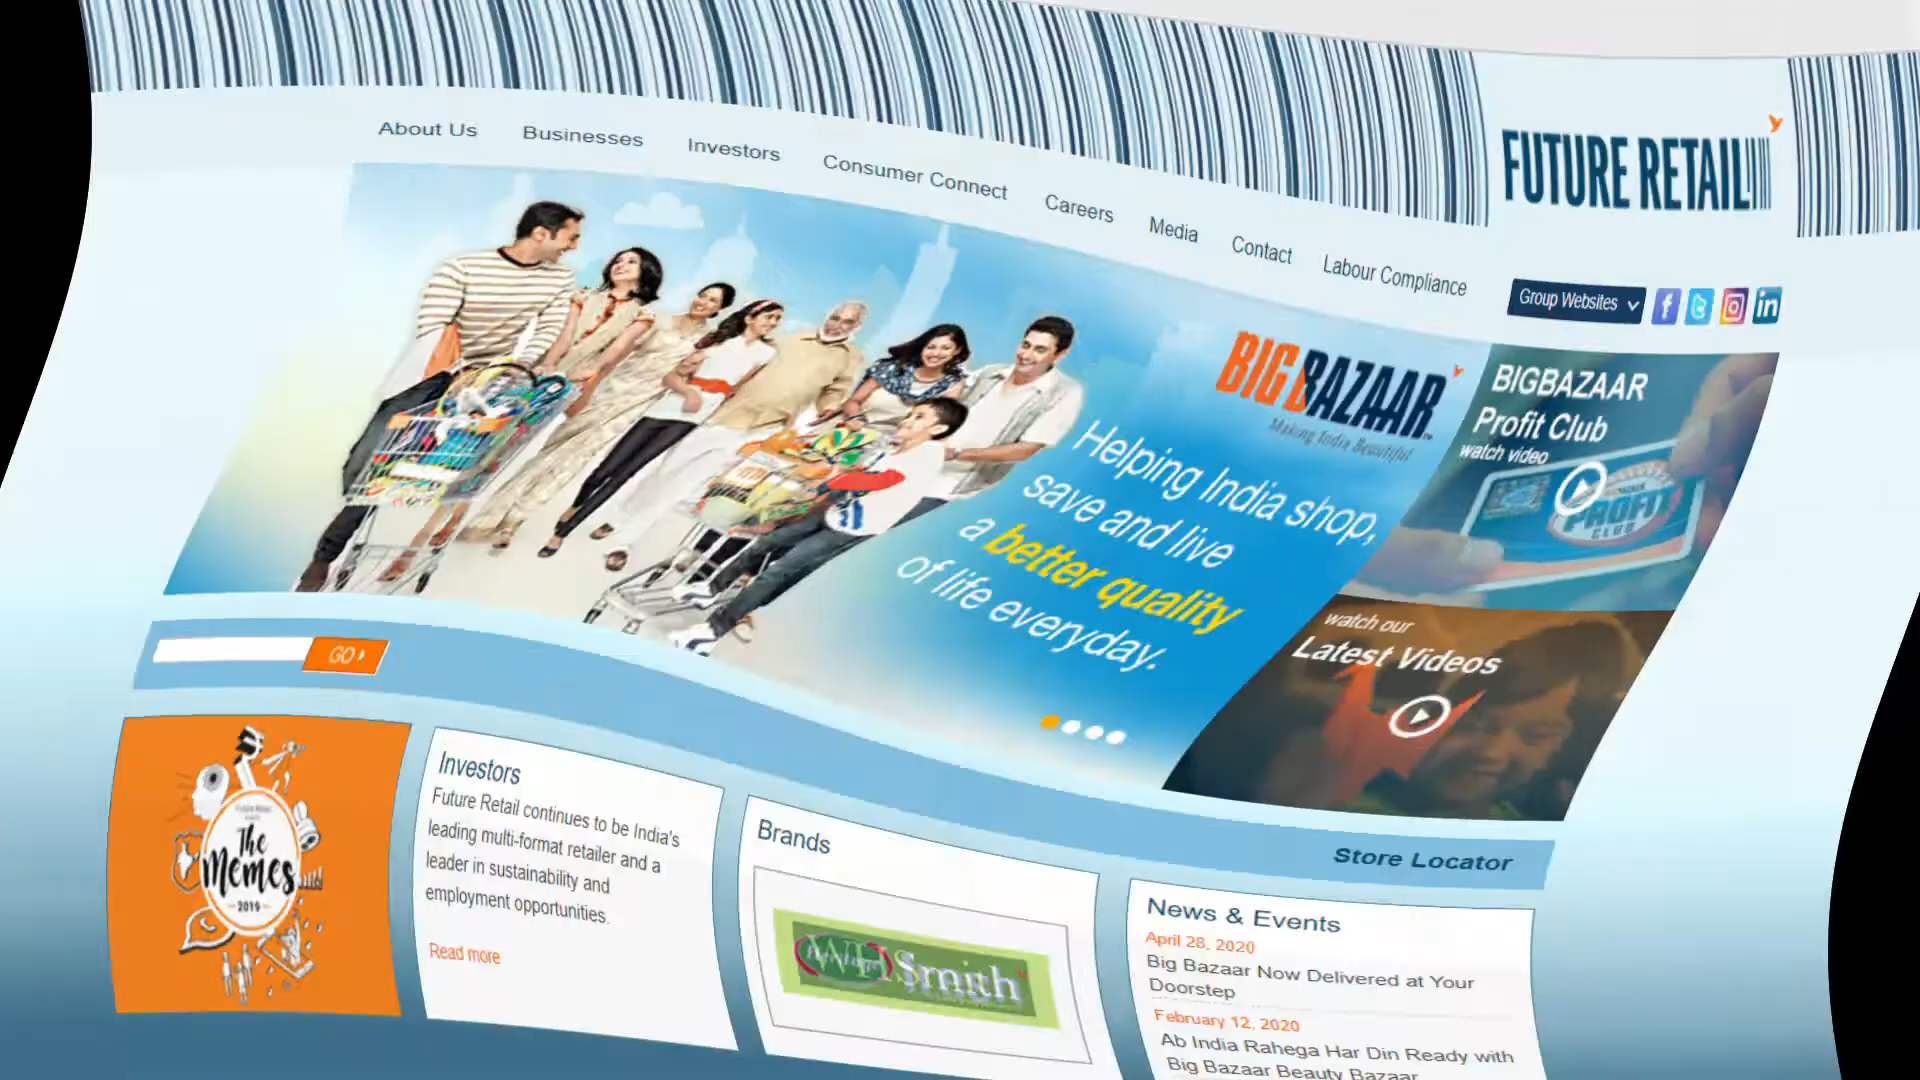 About Us
Businesses
Investors
Consumer Connect
Careers
Media
Contact
Labour Compliance
FUTURE RETAIL
Group Websites
in
BIG BAZAAR
Making India Beautiful
Helping India shop,
save and live
a better quality
of life everyday.
BIGBAZAAR
Profit Club
watch video
PROFIT
CLUB
watch our
Latest Videos
GO
Store Locator
The
Memes
2019
Investors
Future Retail continues to be India's
leading multi-format retailer and a
leader in sustainability and
employment opportunities.
Read more
Brands
WHSmith
News & Events
April 28, 2020
Big Bazaar Now Delivered at Your
Doorstep
February 12, 2020
Ab India Rahega Har Din Ready with
Big Bazaar Beauty Bazaar